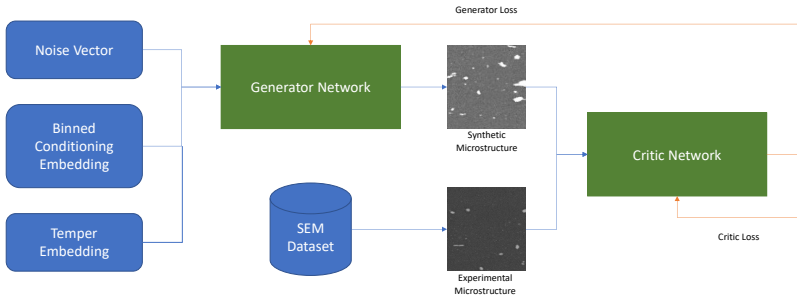 Generator Loss
Noise Vector
Generator Network
Binned
Conditioning
Embedding
Synthetic
Microstructure
Critic Network
Temper
Embedding
SEM
Dataset
Critic Loss
Experimental
Microstructure